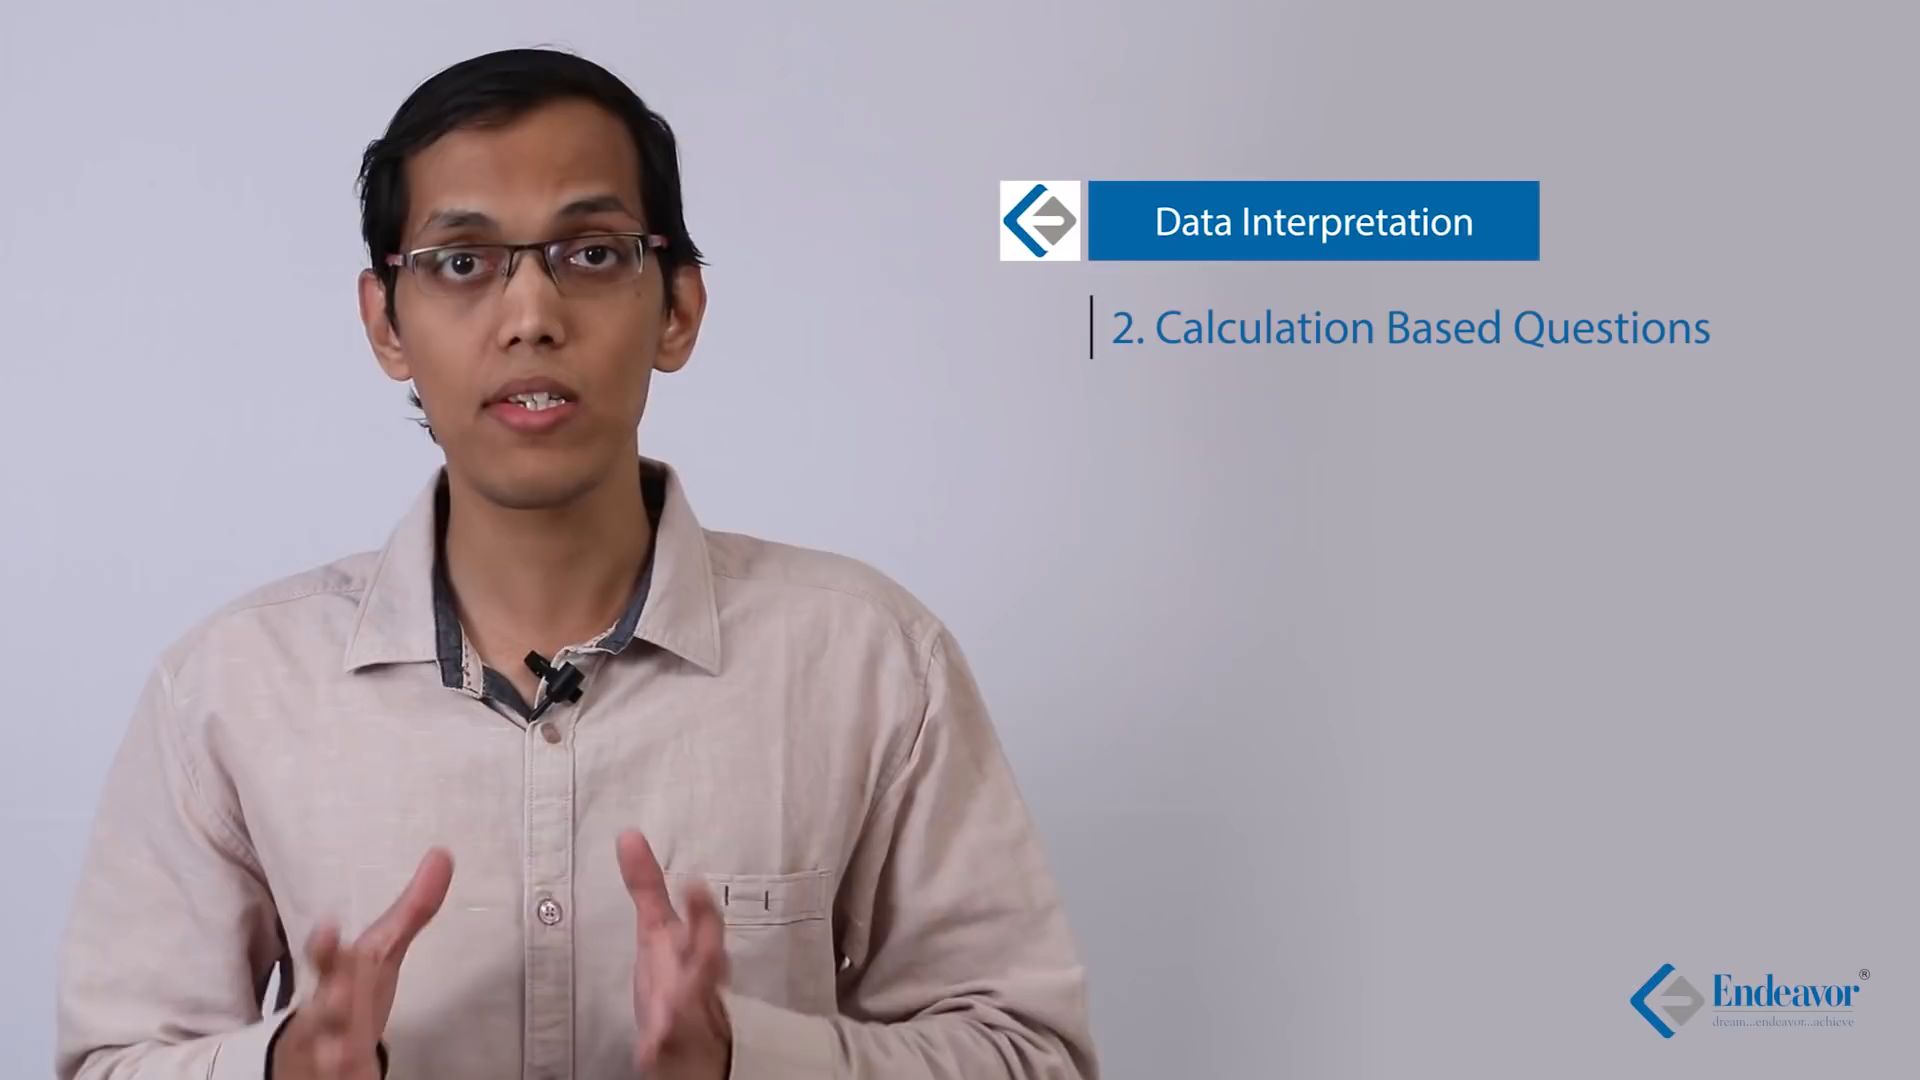 Data Interpretation
2. Calculation Based Questions
Endeavor®
dream...endeavor...achieve